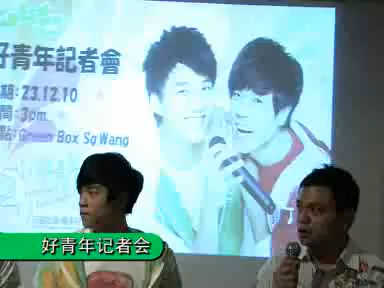 好青年記者會
期: 23.12.10
間: 3pm
點: Green Box Sg Wang
好青年记者会